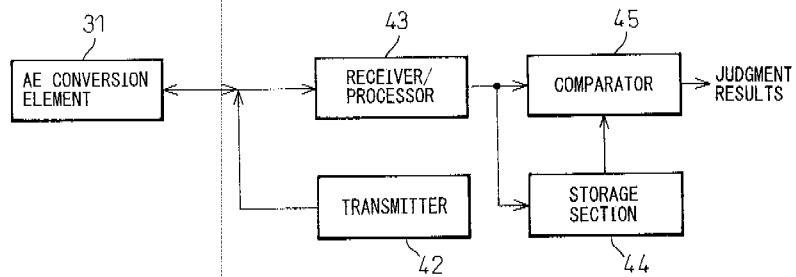 31
AE CONVERSION
ELEMENT
43
RECEIVER/
PROCESSOR
45
COMPARATOR
JUDGMENT
RESULTS
TRANSMITTER
42
STORAGE
SECTION
44